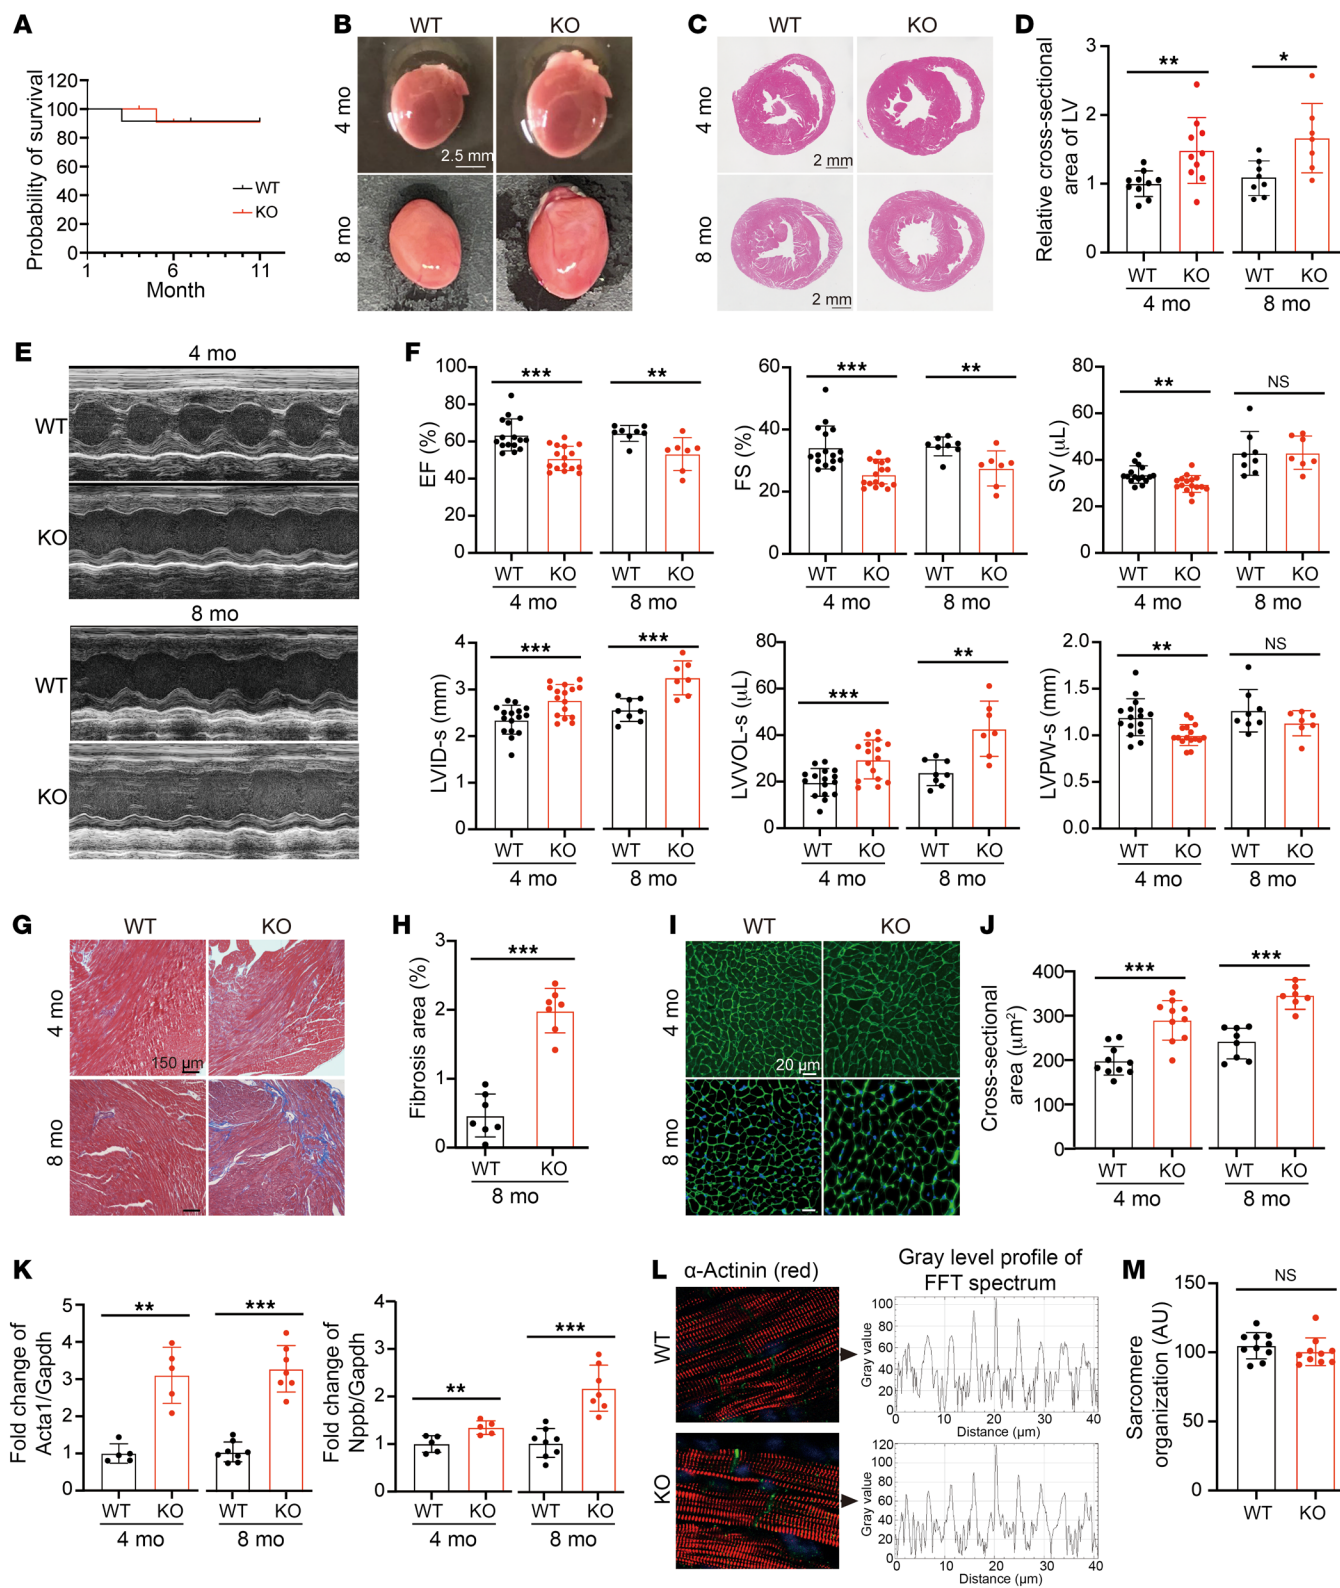 A
Probability of survival
120
100
80
60
40
20
0
1
6
11
Month
WT
KO
B
WT
KO
4 mo
8 mo
2.5 mm
C
WT
KO
4 mo
8 mo
2 mm
2 mm
D
Relative cross-sectional
area of LV
3
2
1
0
**
*
WT
KO
WT
KO
4 mo
8 mo
E
4 mo
WT
KO
8 mo
WT
KO
F
EF (%)
100
80
60
40
20
0
***
**
WT
KO
WT
KO
4 mo
8 mo
FS (%)
60
40
20
0
***
**
WT
KO
WT
KO
4 mo
8 mo
SV (μL)
80
60
40
20
0
**
NS
WT
KO
WT
KO
4 mo
8 mo
LVID-s (mm)
4
3
2
1
0
***
***
WT
KO
WT
KO
4 mo
8 mo
LVVOL-s (μL)
80
60
40
20
0
***
**
WT
KO
WT
KO
4 mo
8 mo
LVPW-s (mm)
2.0
1.5
1.0
0.5
0.0
**
NS
WT
KO
WT
KO
4 mo
8 mo
G
WT
KO
4 mo
8 mo
150 μm
H
Fibrosis area (%)
3
2
1
0
***
WT
KO
8 mo
I
WT
KO
4 mo
8 mo
20 μm
J
Cross-sectional
area (μm²)
400
300
200
100
0
***
***
WT
KO
WT
KO
4 mo
8 mo
K
Fold change of
Acta1/Gapdh
5
4
3
2
1
0
**
***
WT
KO
WT
KO
4 mo
8 mo
Fold change of
Nppb/Gapdh
4
3
2
1
0
**
***
WT
KO
WT
KO
4 mo
8 mo
L
α-Actinin (red)
WT
KO
Gray level profile of
FFT spectrum
Gray value
100
80
60
40
20
0
10
20
30
40
Distance (μm)
Gray value
120
100
80
60
40
20
0
0
10
20
30
40
Distance (μm)
M
Sarcomere
organization (AU)
150
100
50
0
NS
WT
KO